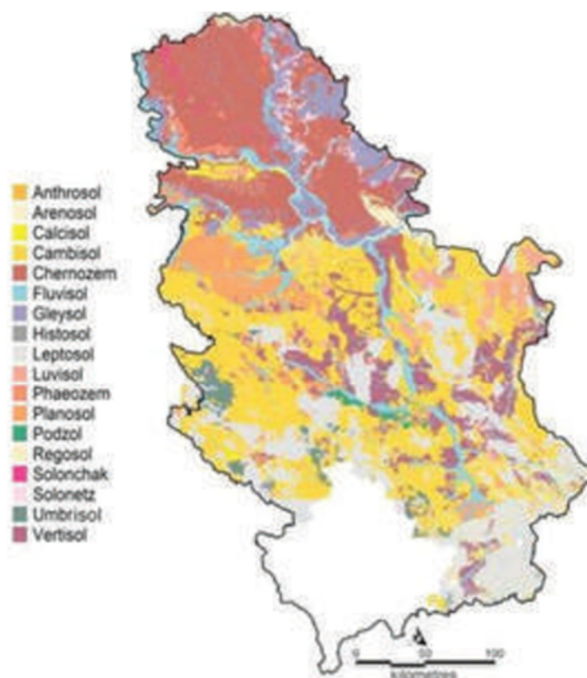 Anthrosol
Arenosol
Calcisol
Cambisol
Chernozem
Fluvisol
Gleysol
Histosol
Leptosol
Luvisol
Phaeozem
Planosol
Podzol
Regosol
Solonchak
Solonetz
Umbrisol
Vertisol
0 50 100
kilometres